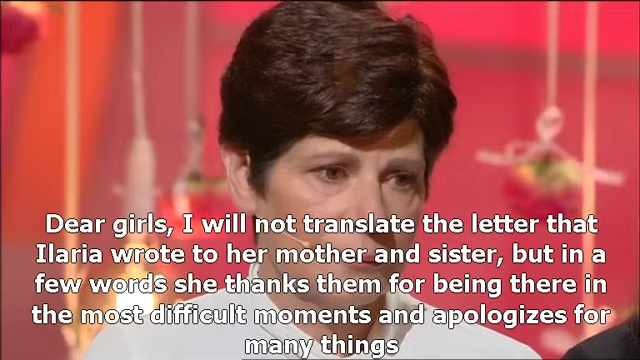 Dear girls, I will not translate the letter that
Ilaria wrote to her mother and sister, but in a
few words she thanks them for being there in
the most difficult moments and apologizes for
many things